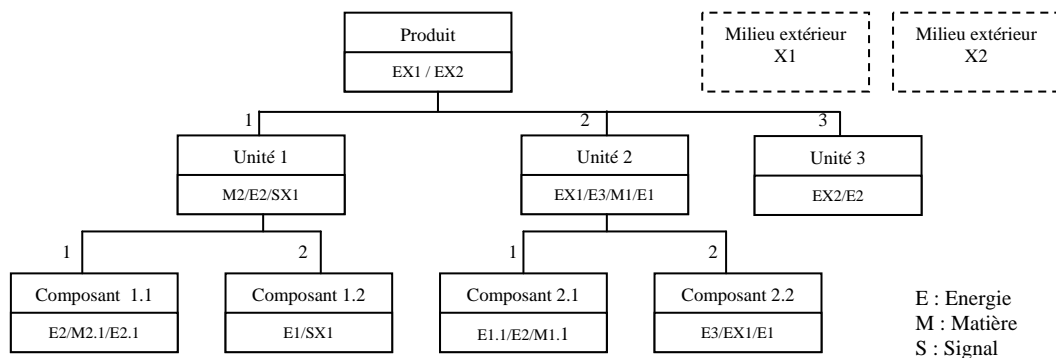 Produit
EX1 / EX2
Milieu extérieur
X1
Milieu extérieur
X2
1
2
3
Unité 1
M2/E2/SX1
Unité 2
EX1/E3/M1/E1
Unité 3
EX2/E2
1
2
1
2
Composant 1.1
E2/M2.1/E2.1
Composant 1.2
E1/SX1
Composant 2.1
E1.1/E2/M1.1
Composant 2.2
E3/EX1/E1
E : Energie
M : Matière
S : Signal